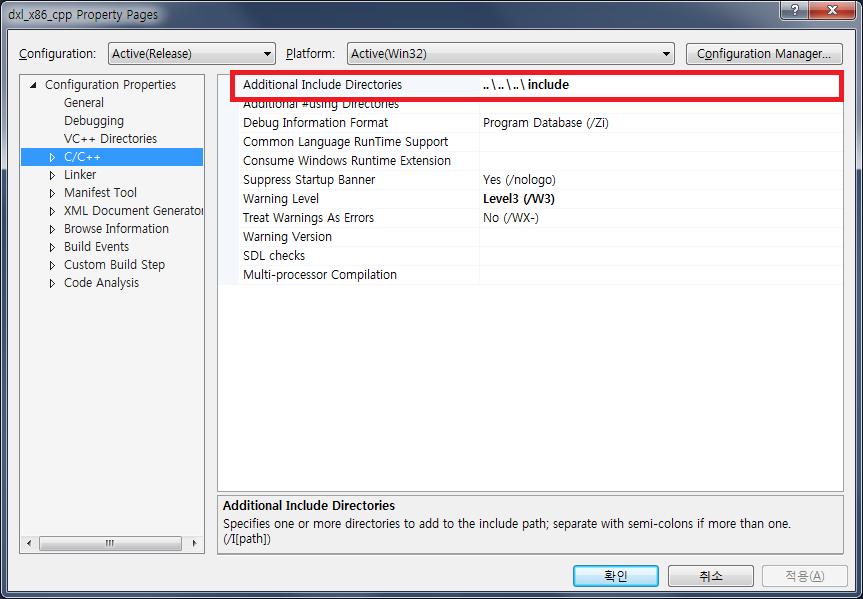 dxl_x86_cpp Property Pages
?
Configuration: Active(Release) Platform: Active(Win32) Configuration Manager...
Configuration Properties
General
Debugging
VC++ Directories
C/C++
Linker
Manifest Tool
XML Document Generator
Browse Information
Build Events
Custom Build Step
Code Analysis
Additional Include Directories ..\..\..\include
Additional #using Directories
Debug Information Format Program Database (/Zi)
Common Language RunTime Support
Consume Windows Runtime Extension
Suppress Startup Banner Yes (/nologo)
Warning Level Level3 (/W3)
Treat Warnings As Errors No (/WX-)
Warning Version
SDL checks
Multi-processor Compilation
Additional Include Directories
Specifies one or more directories to add to the include path; separate with semi-colons if more than one.
(/I[path])
확인 취소 적용(A)